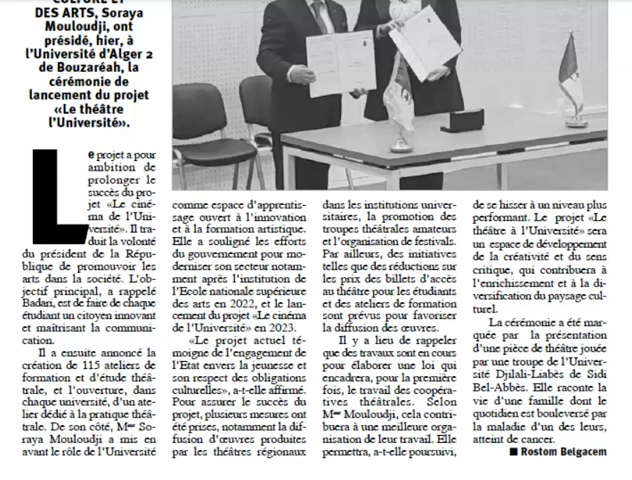 CULTURE ET
DES ARTS, Soraya
Mouloudji, ont
présidé, hier, à
l'Université d'Alger 2
de Bouzaréah, la
cérémonie de
lancement du projet
«Le théâtre
l'Université».
Le projet a pour
ambition de
prolonger le
succès du pro-
jet «Le ciné-
ma de l'Uni-
versité». Il tra-
duit la volonté
du président de la Répu-
blique de promouvoir les
arts dans la société. L'ob-
jectif principal, a rappelé
Badari, est de faire de chaque
étudiant un citoyen innovant
et maîtrisant la communi-
cation.
Il a ensuite annoncé la
création de 115 ateliers de
formation et d'étude théâ-
trale, et l'ouverture, dans
chaque université, d'un ate-
lier dédié à la pratique théâ-
trale. De son côté, Mme So-
raya Mouloudji a mis en
avant le rôle de l'Université
comme espace d'apprentis-
sage ouvert à l'innovation
et à la formation artistique.
Elle a souligné les efforts
du gouvernement pour mo-
derniser son secteur notam-
ment après l'institution de
l'Ecole nationale supérieure
des arts en 2022, et le lan-
cement du projet «Le cinéma
de l'Université» en 2023.
«Le projet actuel té-
moigne de l'engagement de
l'Etat envers la jeunesse et
son respect des obligations
culturelles», a-t-elle affirmé.
Pour assurer le succès du
projet, plusieurs mesures ont
été prises, notamment la dif-
fusion d'œuvres produites
par les théâtres régionaux
dans les institutions univer-
sitaires, la promotion des
troupes théâtrales amateurs
et l'organisation de festivals.
Par ailleurs, des initiatives
telles que des réductions sur
les prix des billets d'accès
au théâtre pour les étudiants
et des ateliers de formation
sont prévus pour favoriser
la diffusion des œuvres.
Il y a lieu de rappeler
que des travaux sont en cours
pour élaborer une loi qui
encadrera, pour la première
fois, le travail des coopéra-
tives théâtrales. Selon
Mme Mouloudji, cela contri-
buera à une meilleure orga-
nisation de leur travail. Elle
permettra, a-t-elle poursuivi,
de se hisser à un niveau plus
performant. Le projet «Le
théâtre à l'Université» sera
un espace de développement
de la créativité et du sens
critique, qui contribuera à
l'enrichissement et à la di-
versification du paysage cul-
turel.
La cérémonie a été mar-
quée par la présentation
d'une pièce de théâtre jouée
par une troupe de l'Univer-
sité Djilali-Liabès de Sidi
Bel-Abbès. Elle raconte la
vie d'une famille dont le
quotidien est bouleversé par
la maladie d'un des leurs,
atteint de cancer.
■ Rostom Belgacem